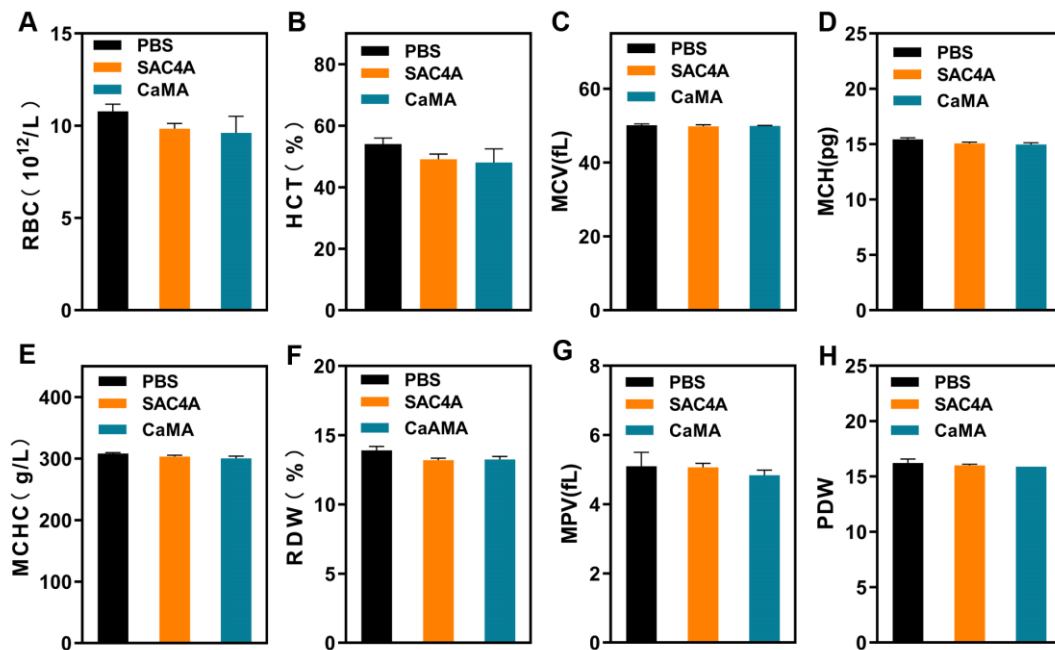 A
RBC( 10¹²/L )
15
10
5
0
PBS
SAC4A
CaMA
B
HCT ( % )
80
60
40
20
0
PBS
SAC4A
CaMA
C
MCV(fL)
60
40
20
0
PBS
SAC4A
CaMA
D
MCH(pg)
25
20
15
10
5
0
PBS
SAC4A
CaMA
E
MCHC( g/L )
400
300
200
100
0
PBS
SAC4A
CaMA
F
RDW ( % )
20
15
10
5
0
PBS
SAC4A
CaAMA
G
MPV(fL)
8
6
4
2
0
PBS
SAC4A
CaMA
H
PDW
25
20
15
10
5
0
PBS
SAC4A
CaMA